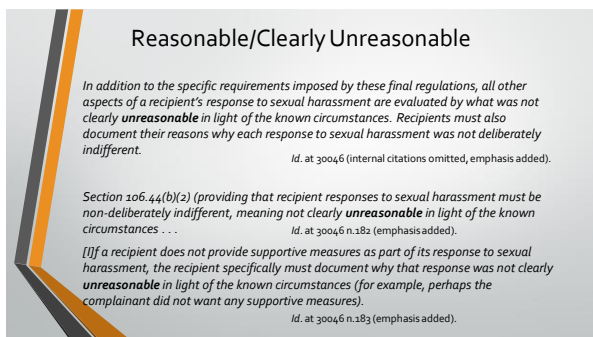 Reasonable/Clearly Unreasonable
In addition to the specific requirements imposed by these final regulations, all other
aspects of a recipient's response to sexual harassment are evaluated by what was not
clearly unreasonable in light of the known circumstances. Recipients must also
document their reasons why each response to sexual harassment was not deliberately
indifferent.
Id. at 30046 (internal citations omitted, emphasis added).
Section 106.44(b)(2) (providing that recipient responses to sexual harassment must be
non-deliberately indifferent, meaning not clearly unreasonable in light of the known
circumstances . . .
Id. at 30046 n.182 (emphasis added).
[I]f a recipient does not provide supportive measures as part of its response to sexual
harassment, the recipient specifically must document why that response was not clearly
unreasonable in light of the known circumstances (for example, perhaps the
complainant did not want any supportive measures).
Id. at 30046 n.183 (emphasis added).